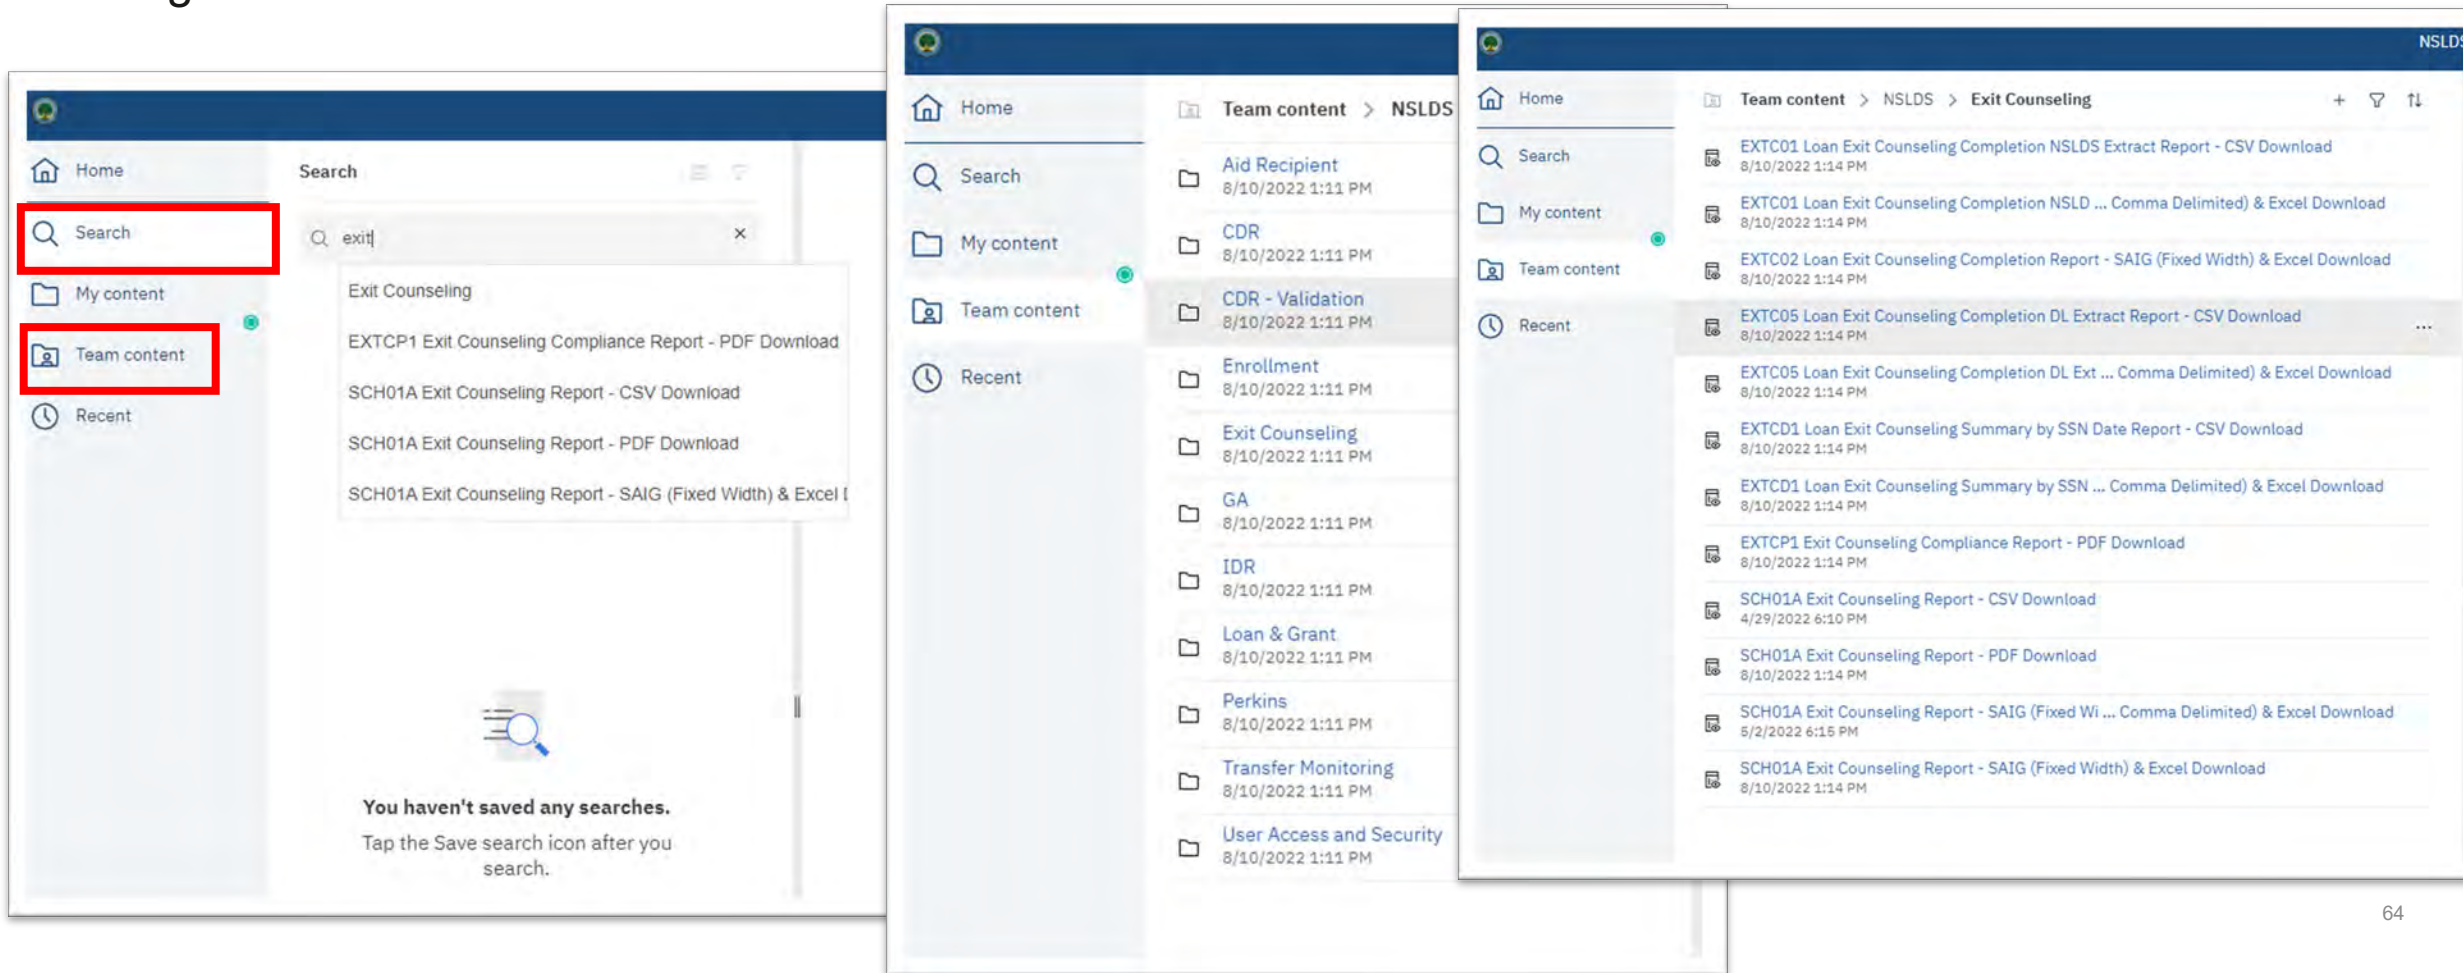 Home
Search
My content
Team content
Recent
Search
exit
Exit Counseling
EXTCP1 Exit Counseling Compliance Report - PDF Download
SCH01A Exit Counseling Report - CSV Download
SCH01A Exit Counseling Report - PDF Download
SCH01A Exit Counseling Report - SAIG (Fixed Width) & Excel
You haven't saved any searches.
Tap the Save search icon after you
search.
Home
Search
My content
Team content
Recent
Team content > NSLDS
Aid Recipient
8/10/2022 1:11 PM
CDR
8/10/2022 1:11 PM
CDR - Validation
8/10/2022 1:11 PM
Enrollment
8/10/2022 1:11 PM
Exit Counseling
8/10/2022 1:11 PM
GA
8/10/2022 1:11 PM
IDR
8/10/2022 1:11 PM
Loan & Grant
8/10/2022 1:11 PM
Perkins
8/10/2022 1:11 PM
Transfer Monitoring
8/10/2022 1:11 PM
User Access and Security
8/10/2022 1:11 PM
NSLDS
Home
Search
My content
Team content
Recent
Team content > NSLDS > Exit Counseling
EXTC01 Loan Exit Counseling Completion NSLDS Extract Report - CSV Download
8/10/2022 1:14 PM
EXTC01 Loan Exit Counseling Completion NSLD ... Comma Delimited) & Excel Download
8/10/2022 1:14 PM
EXTC02 Loan Exit Counseling Completion Report - SAIG (Fixed Width) & Excel Download
8/10/2022 1:14 PM
EXTC05 Loan Exit Counseling Completion DL Extract Report - CSV Download
8/10/2022 1:14 PM
EXTC05 Loan Exit Counseling Completion DL Ext ... Comma Delimited) & Excel Download
8/10/2022 1:14 PM
EXTCD1 Loan Exit Counseling Summary by SSN Date Report - CSV Download
8/10/2022 1:14 PM
EXTCD1 Loan Exit Counseling Summary by SSN ... Comma Delimited) & Excel Download
8/10/2022 1:14 PM
EXTCP1 Exit Counseling Compliance Report - PDF Download
8/10/2022 1:14 PM
SCH01A Exit Counseling Report - CSV Download
4/29/2022 6:10 PM
SCH01A Exit Counseling Report - PDF Download
8/10/2022 1:14 PM
SCH01A Exit Counseling Report - SAIG (Fixed Wi ... Comma Delimited) & Excel Download
5/2/2022 6:15 PM
SCH01A Exit Counseling Report - SAIG (Fixed Width) & Excel Download
8/10/2022 1:14 PM
64